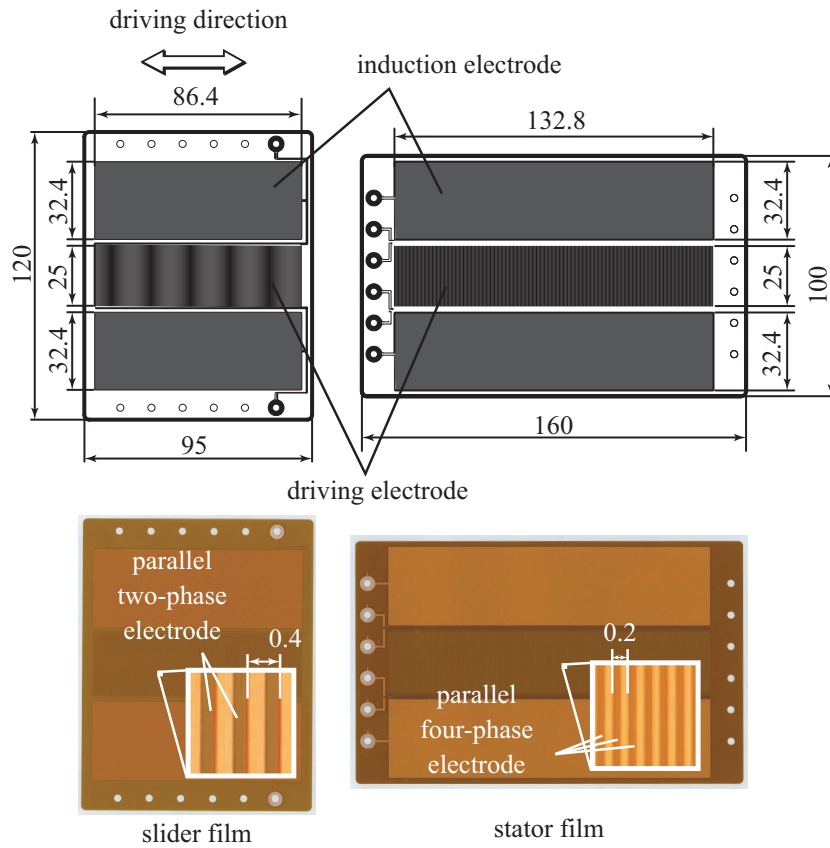 driving direction
induction electrode
86.4
132.8
32.4
25
32.4
120
95
32.4
25
32.4
100
160
driving electrode
parallel
two-phase
electrode
0.4
0.2
parallel
four-phase
electrode
slider film
stator film